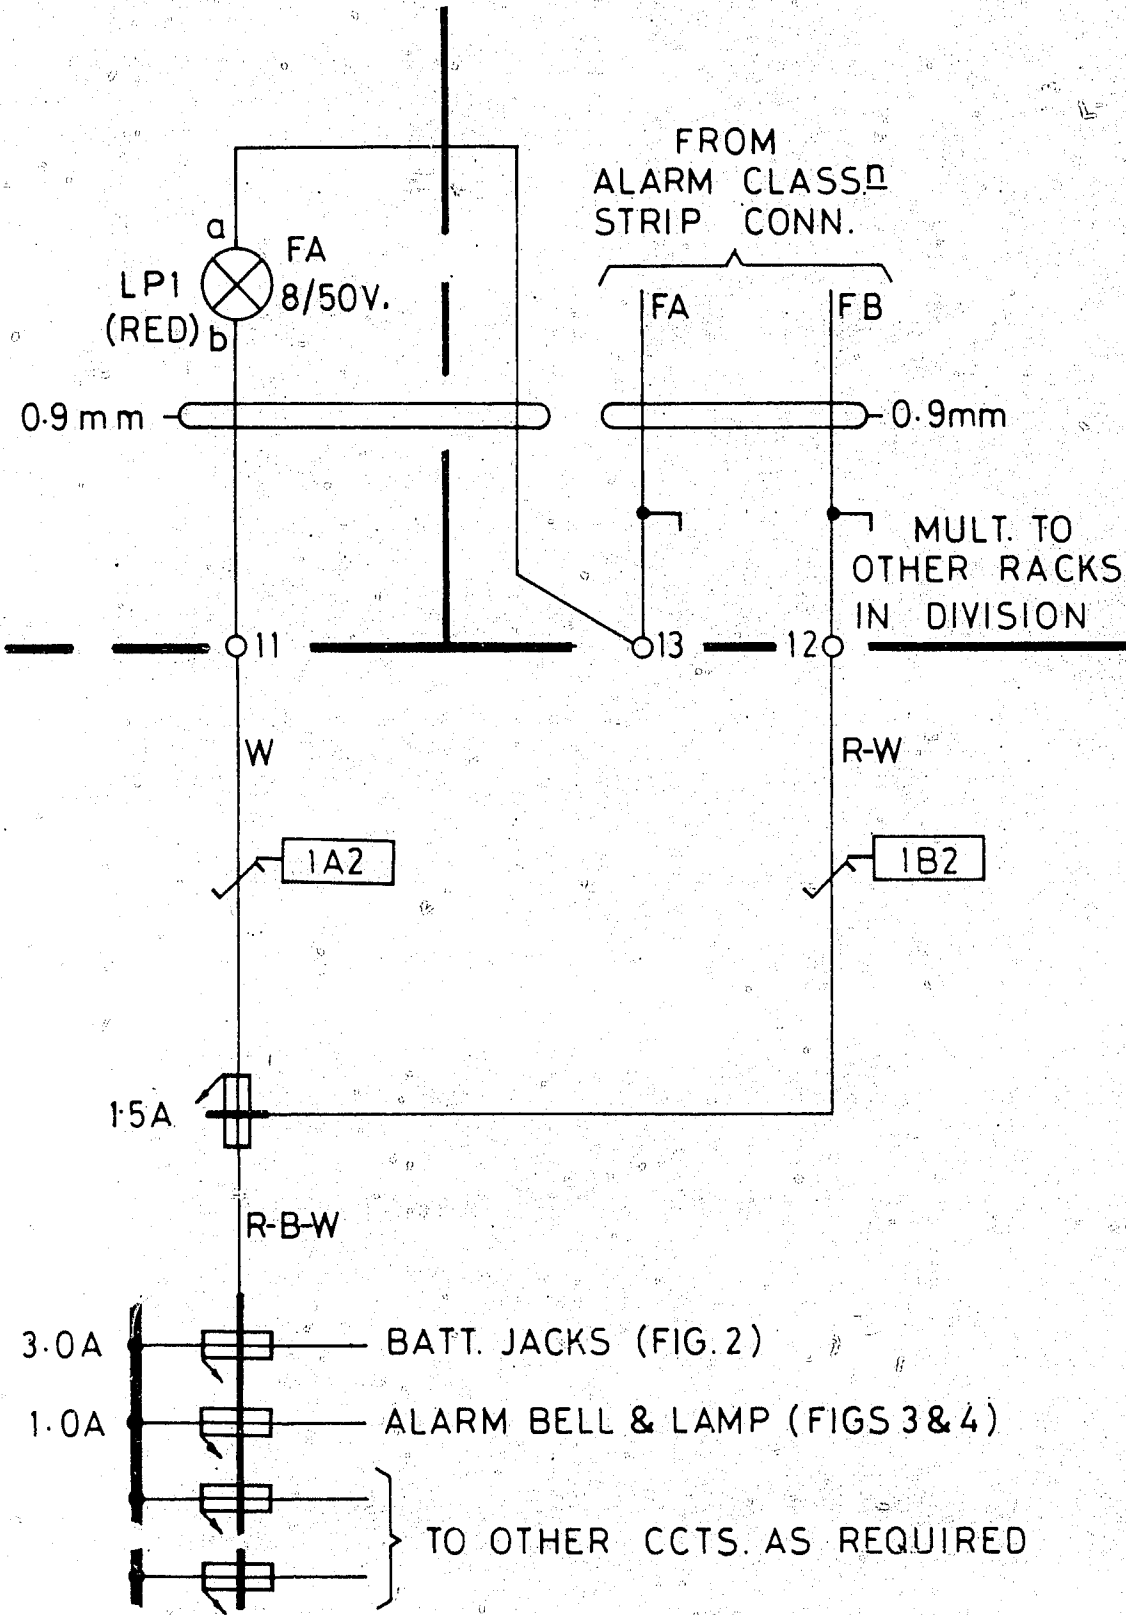 FROM
ALARM CLASSn
STRIP CONN.
a
FA
8/50V.
LP1
(RED)
b
FA
FB
0.9mm
0.9mm
MULT. TO
OTHER RACKS
IN DIVISION
11
13
12
W
R-W
1A2
1B2
1.5A
R-B-W
3.0A
BATT. JACKS (FIG.2)
1.0A
ALARM BELL & LAMP (FIGS 3&4)
TO OTHER CCTS. AS REQUIRED